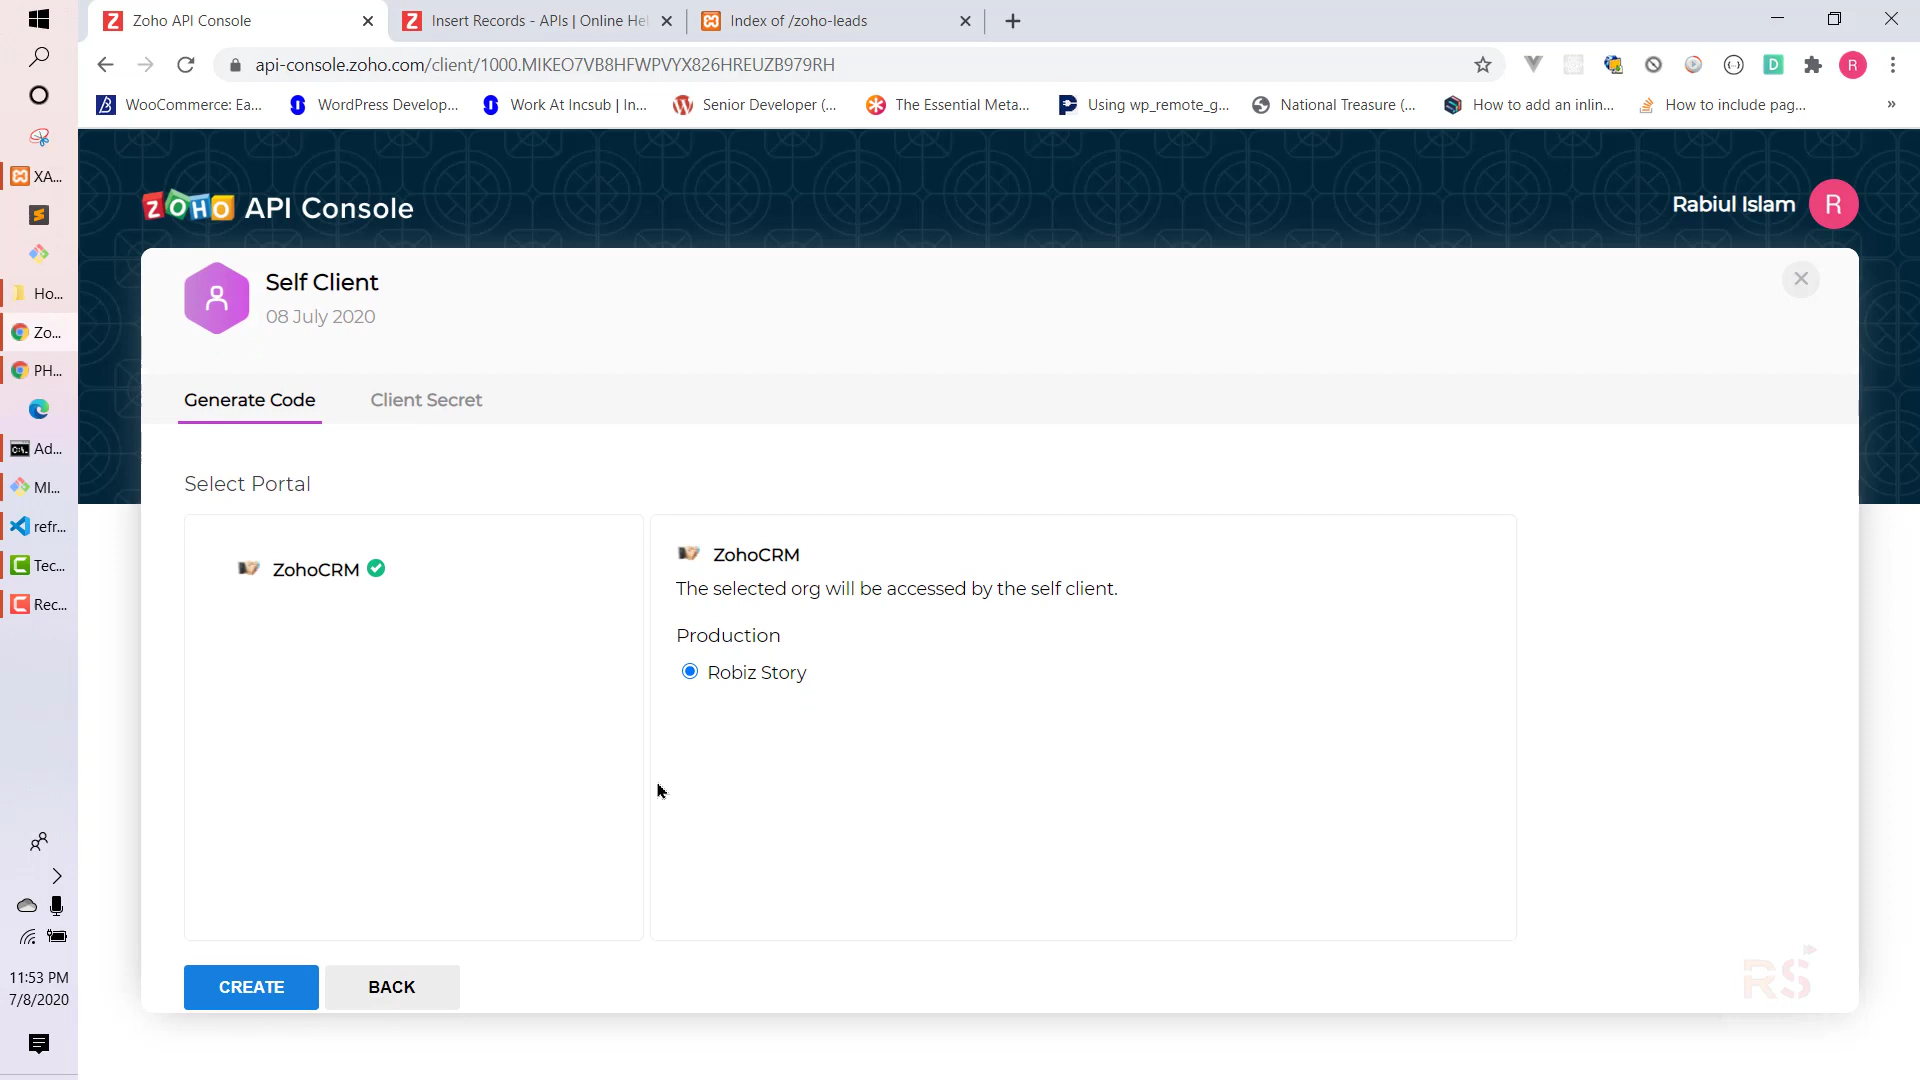 Zoho API Console
Insert Records - APIs | Online He
Index of /zoho-leads
api-console.zoho.com/client/1000.MIKEO7VB8HFWPVYX826HREUZB979RH
R
WooCommerce: Ea...
WordPress Develop...
Work At Incsub | In...
Senior Developer (...
The Essential Meta...
Using wp_remote_g...
National Treasure (...
How to add an inlin...
How to include pag...
»
ZOHO API Console
Rabiul Islam
R
Self Client
08 July 2020
Generate Code
Client Secret
Select Portal
ZohoCRM
ZohoCRM
The selected org will be accessed by the self client.
Production
Robiz Story
CREATE
BACK
RS
XA...
Ho...
Zo...
PH...
Ad...
MI...
refr...
Tec...
Rec...
11:53 PM
7/8/2020